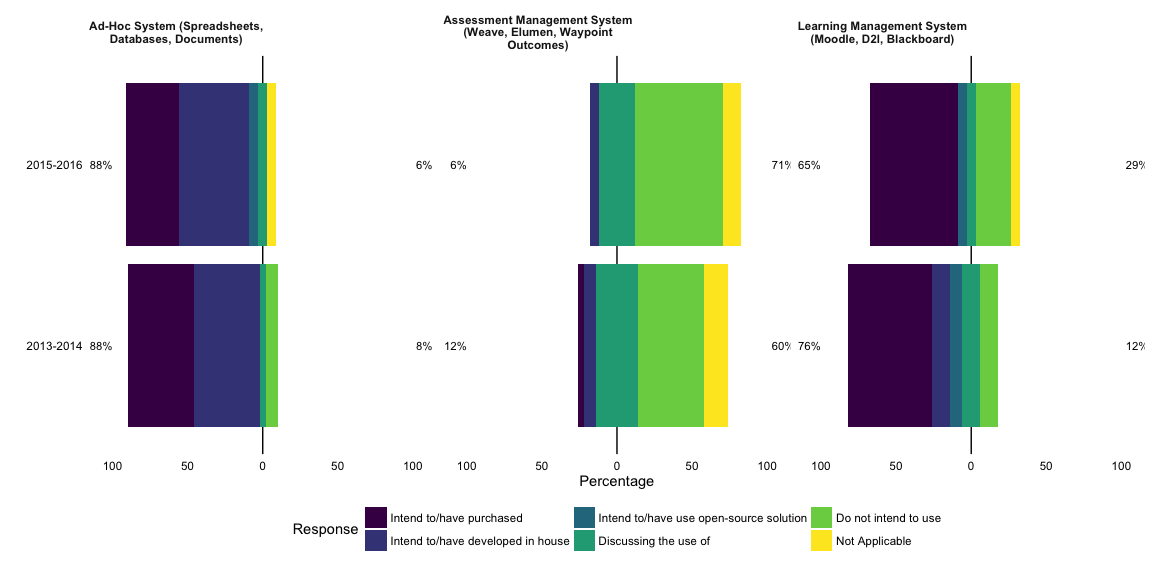 Ad-Hoc System (Spreadsheets,
Databases, Documents)
Assessment Management System
(Weave, Elumen, Waypoint
Outcomes)
Learning Management System
(Moodle, D2l, Blackboard)
2015-2016 88% 6% 6% 71% 65% 29%
2013-2014 88% 8% 12% 60% 76% 12%
100 50 0 50 100 100 50 0 50 100 100 50 0 50 100
Percentage
Response
Intend to/have purchased
Intend to/have developed in house
Intend to/have use open-source solution
Discussing the use of
Do not intend to use
Not Applicable